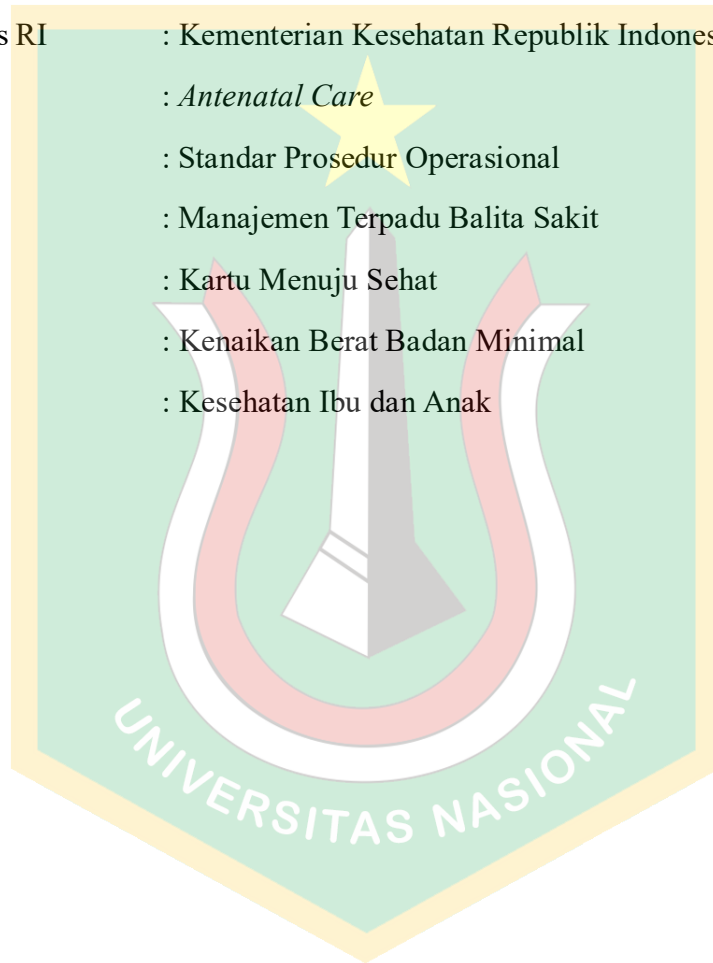 s RI : Kementerian Kesehatan Republik Indones
: Antenatal Care
: Standar Prosedur Operasional
: Manajemen Terpadu Balita Sakit
: Kartu Menuju Sehat
: Kenaikan Berat Badan Minimal
: Kesehatan Ibu dan Anak
UNIVERSITAS NASIONAL